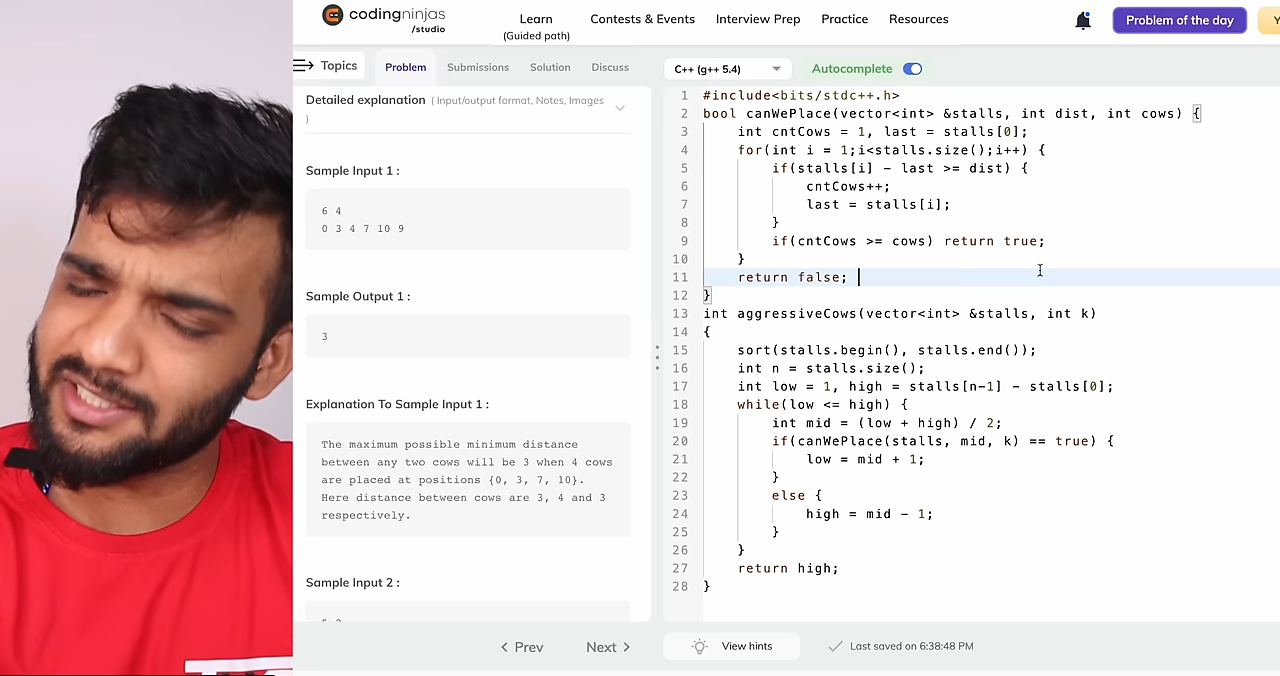 codingninjas
/studio
Learn
(Guided path)
Contests & Events
Interview Prep
Practice
Resources
Problem of the day
Y
Topics
Problem
Submissions
Solution
Discuss
C++ (g++ 5.4)
Autocomplete
Detailed explanation ( Input/output format, Notes, Images
)
Sample Input 1 :
6 4
0 3 4 7 10 9
Sample Output 1 :
3
Explanation To Sample Input 1 :
The maximum possible minimum distance
between any two cows will be 3 when 4 cows
are placed at positions {0, 3, 7, 10}.
Here distance between cows are 3, 4 and 3
respectively.
Sample Input 2 :
1 #include<bits/stdc++.h>
2 bool canWePlace(vector<int> &stalls, int dist, int cows) {
3 int cntCows = 1, last = stalls[0];
4 for(int i = 1;i<stalls.size();i++) {
5 if(stalls[i] - last >= dist) {
6 cntCows++;
7 last = stalls[i];
8 }
9 if(cntCows >= cows) return true;
10 }
11 return false;
12 }
13 int aggressiveCows(vector<int> &stalls, int k)
14 {
15 sort(stalls.begin(), stalls.end());
16 int n = stalls.size();
17 int low = 1, high = stalls[n-1] - stalls[0];
18 while(low <= high) {
19 int mid = (low + high) / 2;
20 if(canWePlace(stalls, mid, k) == true) {
21 low = mid + 1;
22 }
23 else {
24 high = mid - 1;
25 }
26 }
27 return high;
28 }
Prev
Next
View hints
Last saved on 6:38:48 PM